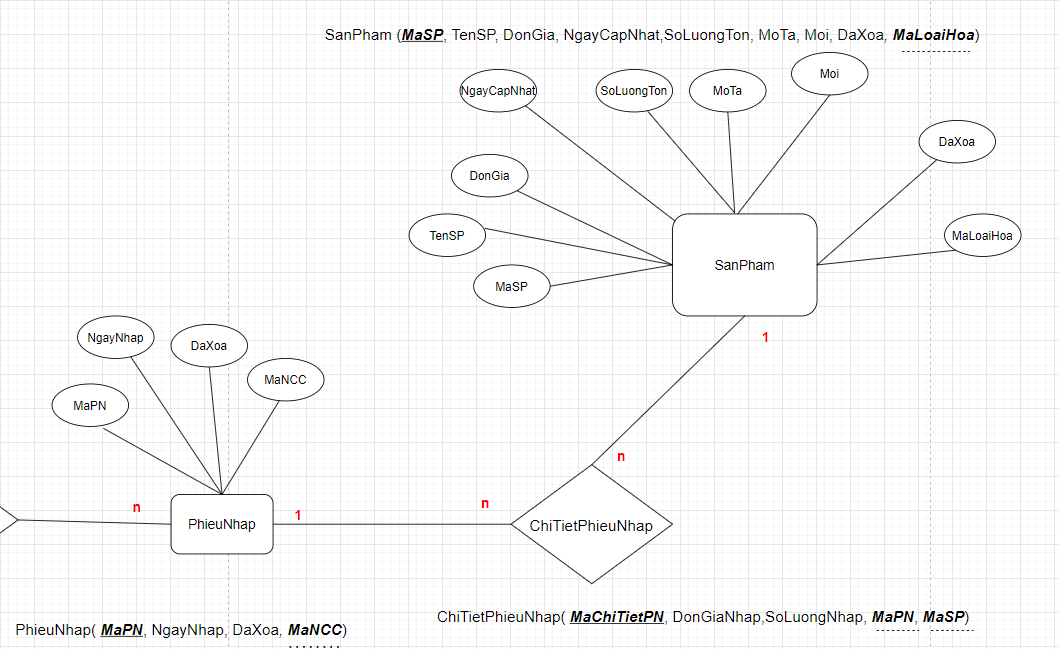 SanPham (MaSP, TenSP, DonGia, NgayCapNhat,SoLuongTon, MoTa, Moi, DaXoa, MaLoaiHoa)
Moi
NgayCapNhat
SoLuongTon
MoTa
DaXoa
DonGia
TenSP
MaLoaiHoa
SanPham
MaSP
1
NgayNhap
DaXoa
MaNCC
MaPN
n
n
n
1
PhieuNhap
ChiTietPhieuNhap
ChiTietPhieuNhap( MaChiTietPN, DonGiaNhap,SoLuongNhap, MaPN, MaSP)
PhieuNhap( MaPN, NgayNhap, DaXoa, MaNCC)